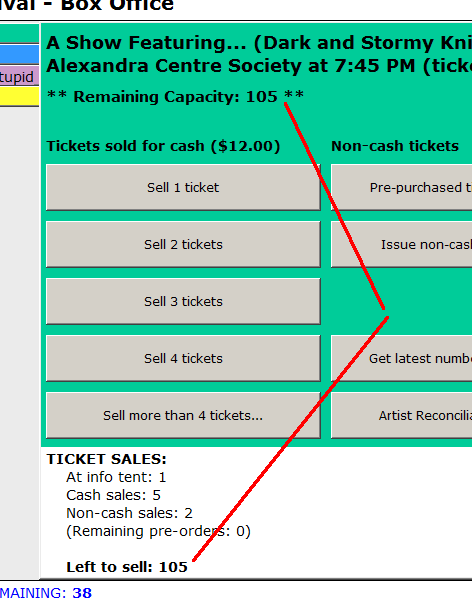 ival - Box Office
A Show Featuring... (Dark and Stormy Kni
Alexandra Centre Society at 7:45 PM (ticke
tupid
** Remaining Capacity: 105 **
Tickets sold for cash ($12.00)
Non-cash tickets
Sell 1 ticket
Pre-purchased t
Sell 2 tickets
Issue non-cash
Sell 3 tickets
Sell 4 tickets
Get latest numbe
Sell more than 4 tickets...
Artist Reconcilia
TICKET SALES:
At info tent: 1
Cash sales: 5
Non-cash sales: 2
(Remaining pre-orders: 0)
Left to sell: 105
MAINING: 38